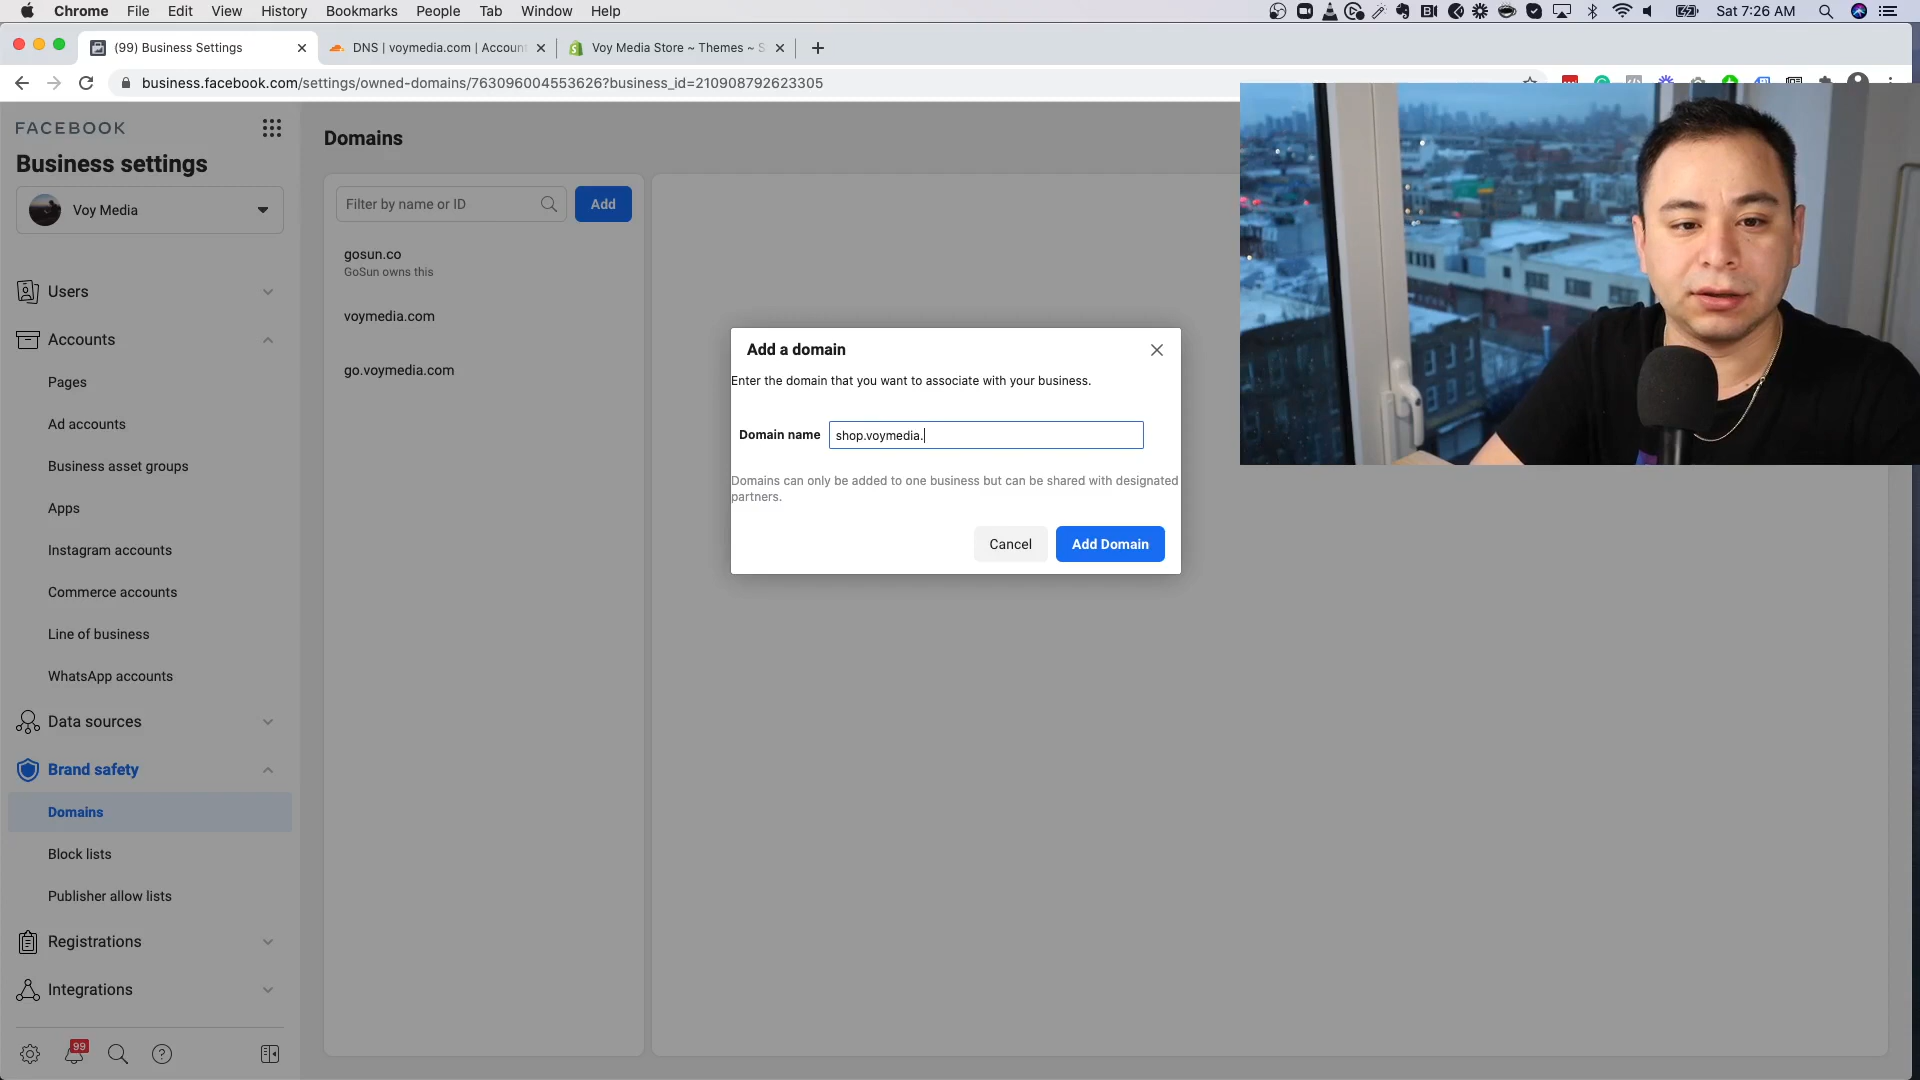 Chrome File Edit View History Bookmarks People Tab Window Help
Sat 7:26 AM
(99) Business Settings
DNS | voymedia.com | Account
Voy Media Store ~ Themes ~ S
business.facebook.com/settings/owned-domains/763096004553626?business_id=210908792623305
FACEBOOK
Business settings
Voy Media
Users
Accounts
Pages
Ad accounts
Business asset groups
Apps
Instagram accounts
Commerce accounts
Line of business
WhatsApp accounts
Data sources
Brand safety
Domains
Block lists
Publisher allow lists
Registrations
Integrations
99
Domains
Filter by name or ID
Add
gosun.co
GoSun owns this
voymedia.com
go.voymedia.com
Add a domain
Enter the domain that you want to associate with your business.
Domain name
shop.voymedia.
Domains can only be added to one business but can be shared with designated
partners.
Cancel
Add Domain